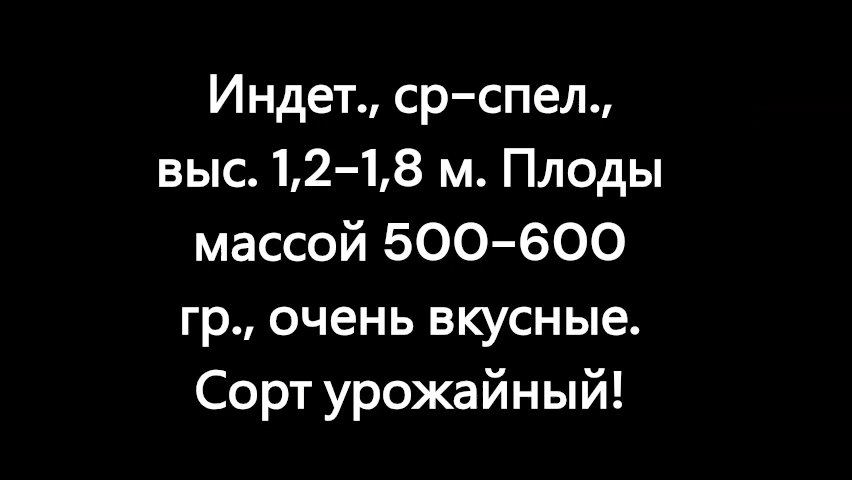 Индет., ср-спел.,
выс. 1,2-1,8 м. Плоды
массой 500-600
гр., очень вкусные.
Сорт урожайный!